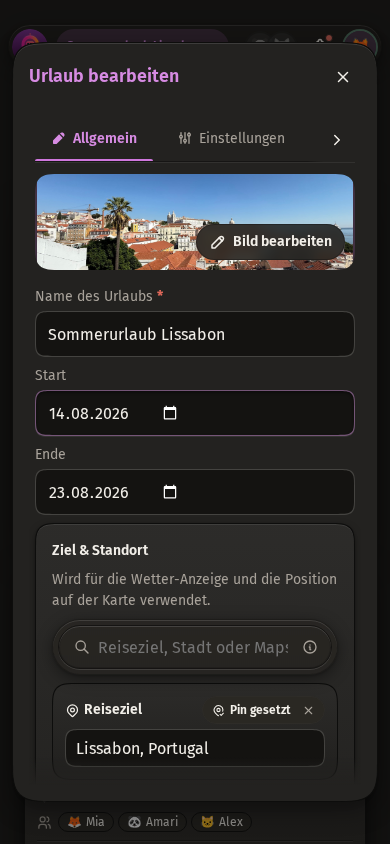 Urlaub bearbeiten
Allgemein
Einstellungen
Bild bearbeiten
Name des Urlaubs *
Sommerurlaub Lissabon
Start
14.08.2026
Ende
23.08.2026
Ziel & Standort
Wird für die Wetter-Anzeige und die Position
auf der Karte verwendet.
Reiseziel, Stadt oder Maps
Reiseziel
Pin gesetzt
Lissabon, Portugal
Mia
Amari
Alex